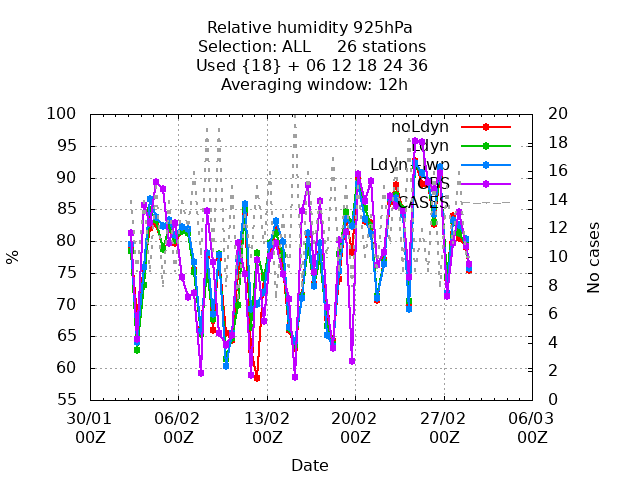 Relative humidity 925hPa
Selection: ALL 26 stations
Used {18} + 06 12 18 24 36
Averaging window: 12h
100 20
95 18
90 16
85 14
80 12
75 10
70 8
65 6
60 4
55 2
0
noLdyn
Ldyn
CASES
%
No cases
30/01 06/02 13/02 20/02 27/02 06/03
00Z 00Z 00Z 00Z 00Z 00Z
Date